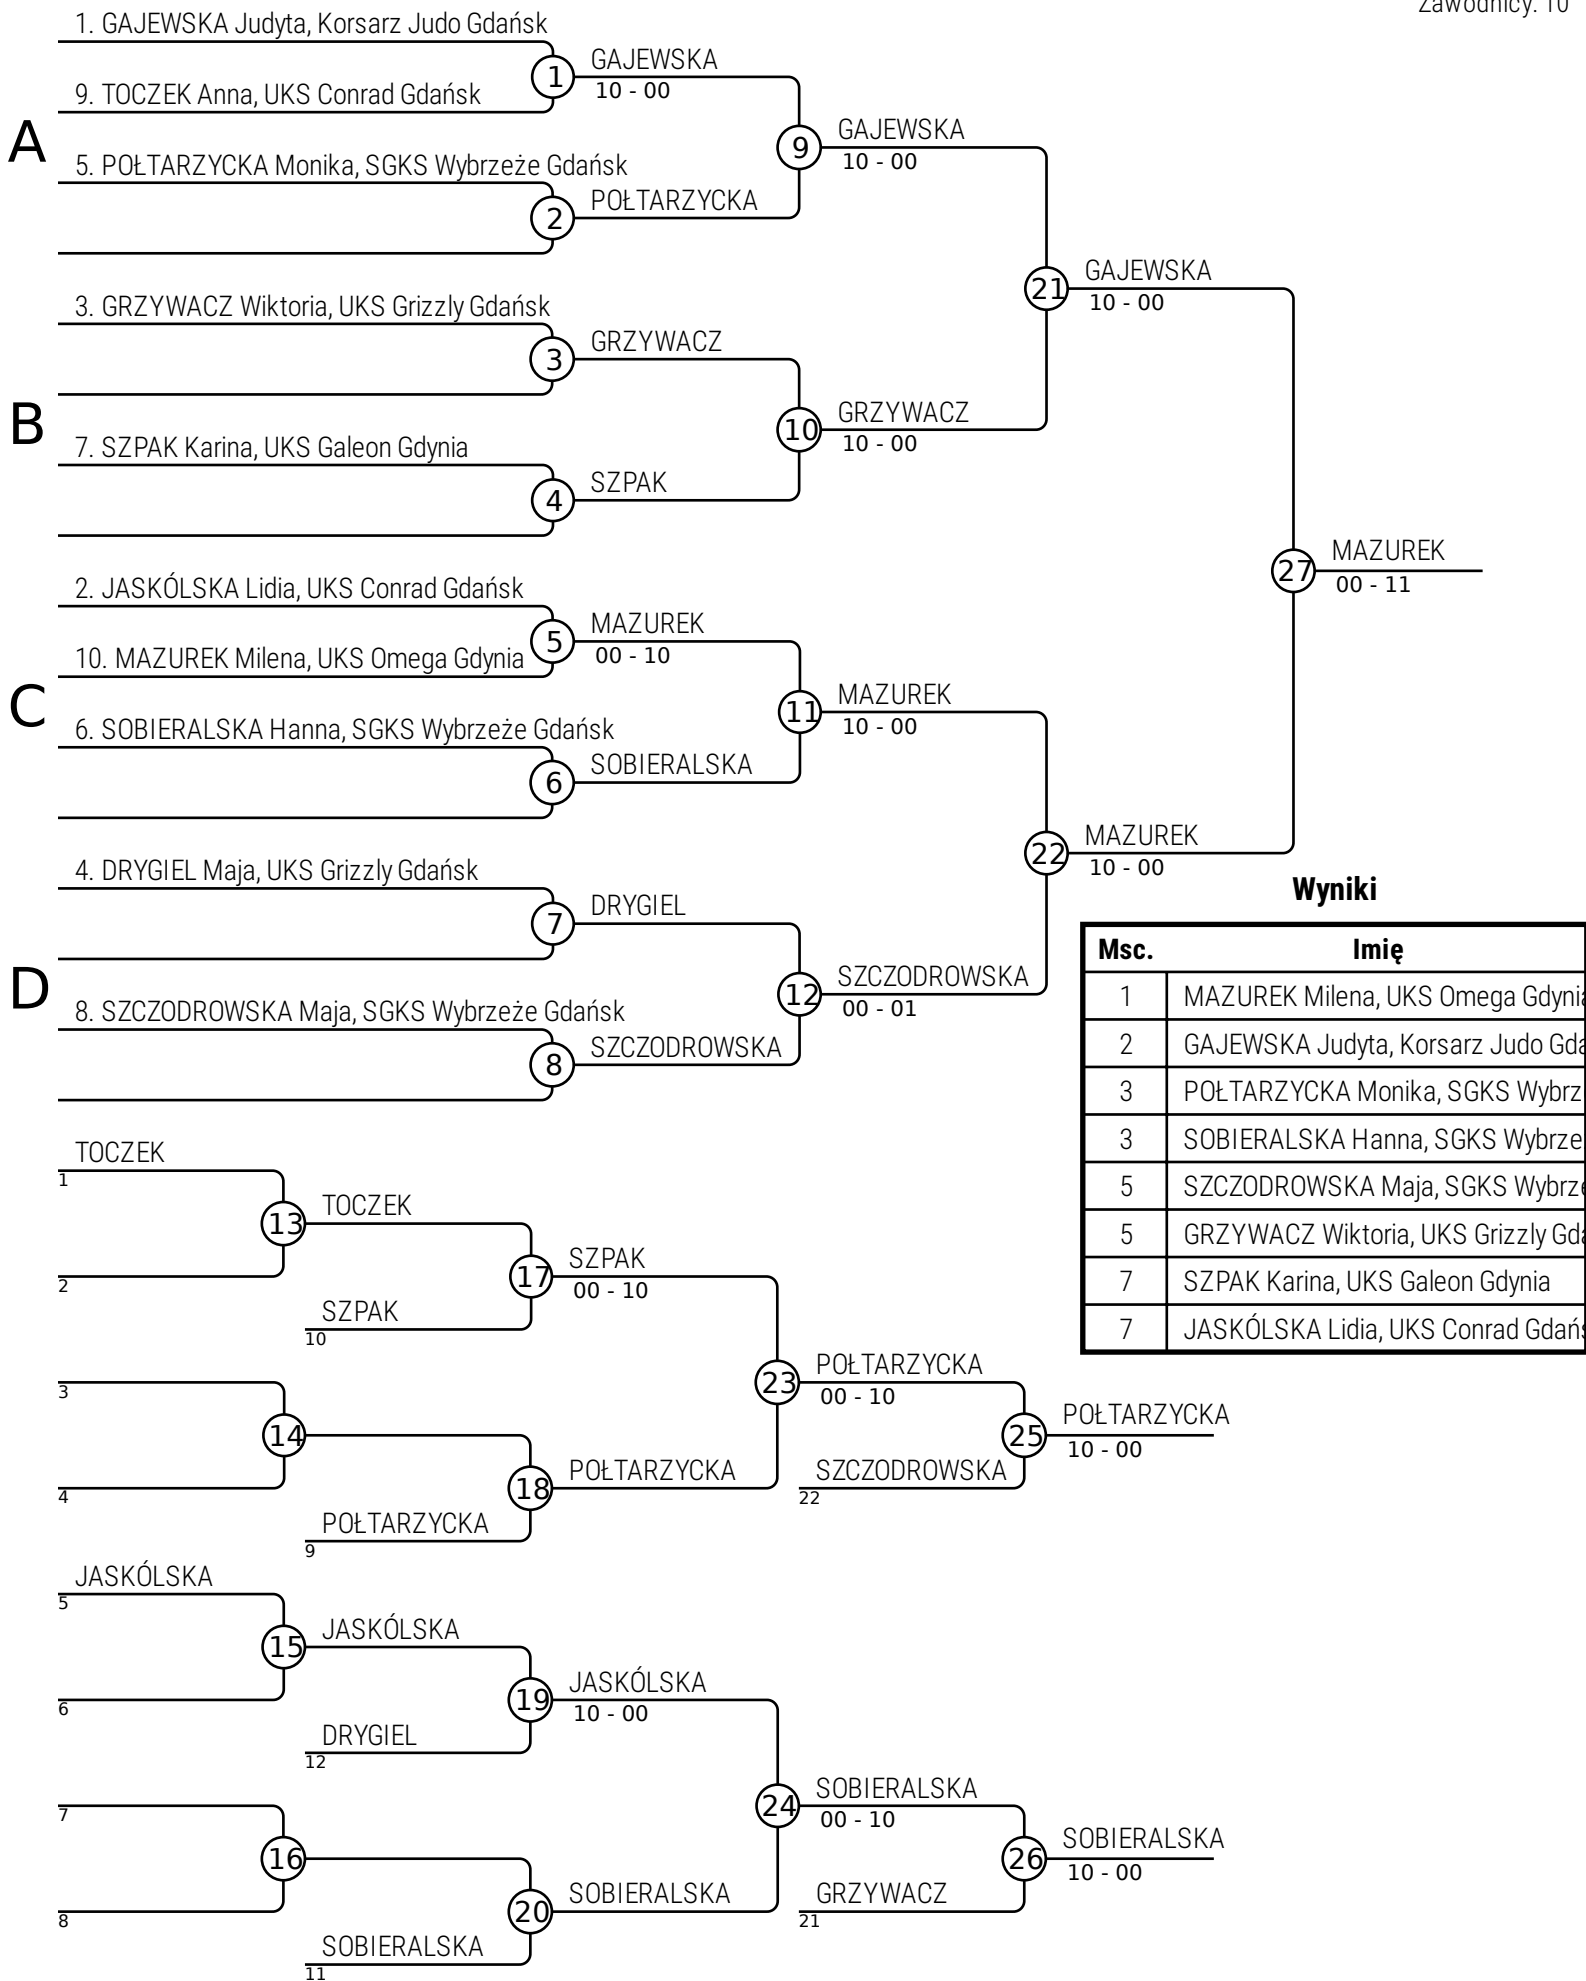 Zawodnicy: 10
1. GAJEWSKA Judyta, Korsarz Judo Gdańsk
GAJEWSKA
1
10 - 00
9. TOCZEK Anna, UKS Conrad Gdańsk
A
GAJEWSKA
9
10 - 00
5. POŁTARZYCKA Monika, SGKS Wybrzeże Gdańsk
POŁTARZYCKA
2
GAJEWSKA
21
10 - 00
3. GRZYWACZ Wiktoria, UKS Grizzly Gdańsk
GRZYWACZ
3
B
GRZYWACZ
10
10 - 00
7. SZPAK Karina, UKS Galeon Gdynia
SZPAK
4
MAZUREK
27
00 - 11
2. JASKÓLSKA Lidia, UKS Conrad Gdańsk
MAZUREK
5
00 - 10
10. MAZUREK Milena, UKS Omega Gdynia
C
MAZUREK
11
10 - 00
6. SOBIERALSKA Hanna, SGKS Wybrzeże Gdańsk
SOBIERALSKA
6
MAZUREK
22
10 - 00
4. DRYGIEL Maja, UKS Grizzly Gdańsk
DRYGIEL
7
D
SZCZODROWSKA
12
00 - 01
8. SZCZODROWSKA Maja, SGKS Wybrzeże Gdańsk
SZCZODROWSKA
8
Wyniki
Msc. Imię
1 MAZUREK Milena, UKS Omega Gdynia
2 GAJEWSKA Judyta, Korsarz Judo Gda
3 POŁTARZYCKA Monika, SGKS Wybrz
3 SOBIERALSKA Hanna, SGKS Wybrze
5 SZCZODROWSKA Maja, SGKS Wybrze
5 GRZYWACZ Wiktoria, UKS Grizzly Gda
7 SZPAK Karina, UKS Galeon Gdynia
7 JASKÓLSKA Lidia, UKS Conrad Gdańs
TOCZEK
1
TOCZEK
13
2
SZPAK
17
00 - 10
SZPAK
10
3
POŁTARZYCKA
23
00 - 10
14
POŁTARZYCKA
25
10 - 00
4
POŁTARZYCKA
18
SZCZODROWSKA
22
POŁTARZYCKA
9
JASKÓLSKA
5
JASKÓLSKA
15
6
JASKÓLSKA
19
10 - 00
DRYGIEL
12
7
SOBIERALSKA
24
00 - 10
16
SOBIERALSKA
26
10 - 00
8
SOBIERALSKA
20
GRZYWACZ
21
SOBIERALSKA
11